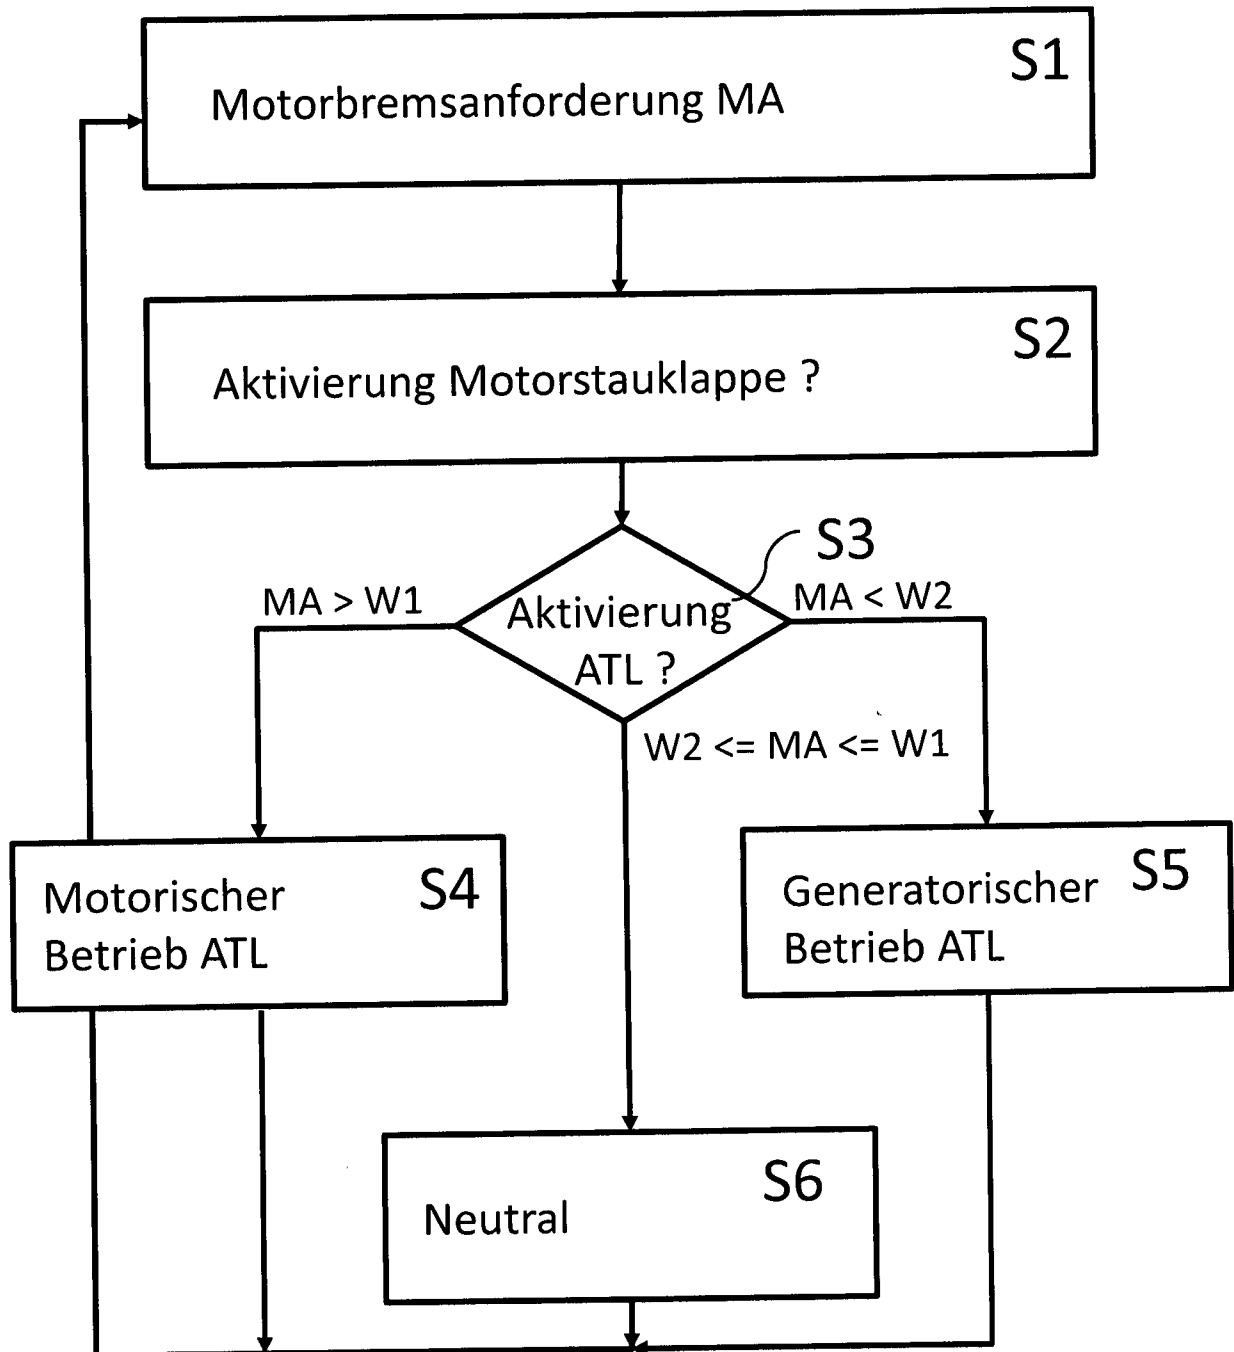 S1
Motorbremsanforderung MA
S2
Aktivierung Motorstauklappe ?
S3
MA > W1
MA < W2
Aktivierung
ATL ?
W2 <= MA <= W1
S4
Motorischer
Betrieb ATL
S5
Generatorischer
Betrieb ATL
S6
Neutral